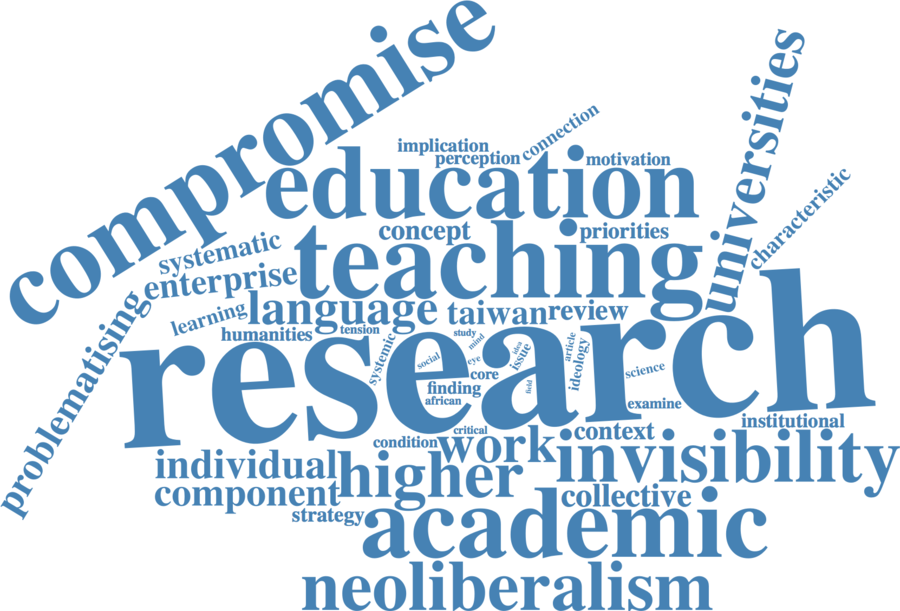 compromise
universities
implication
connection
perception
motivation
education
characteristic
concept
priorities
systematic
teaching
enterprise
problematising
learning
language
taiwan
review
humanities
tension
systemic
study
mind
idea
article
social
eye
issue
ideology
research
core
science
finding
field
african
examine
critical
institutional
condition
work
context
individual
higher
invisibility
component
collective
strategy
academic
neoliberalism